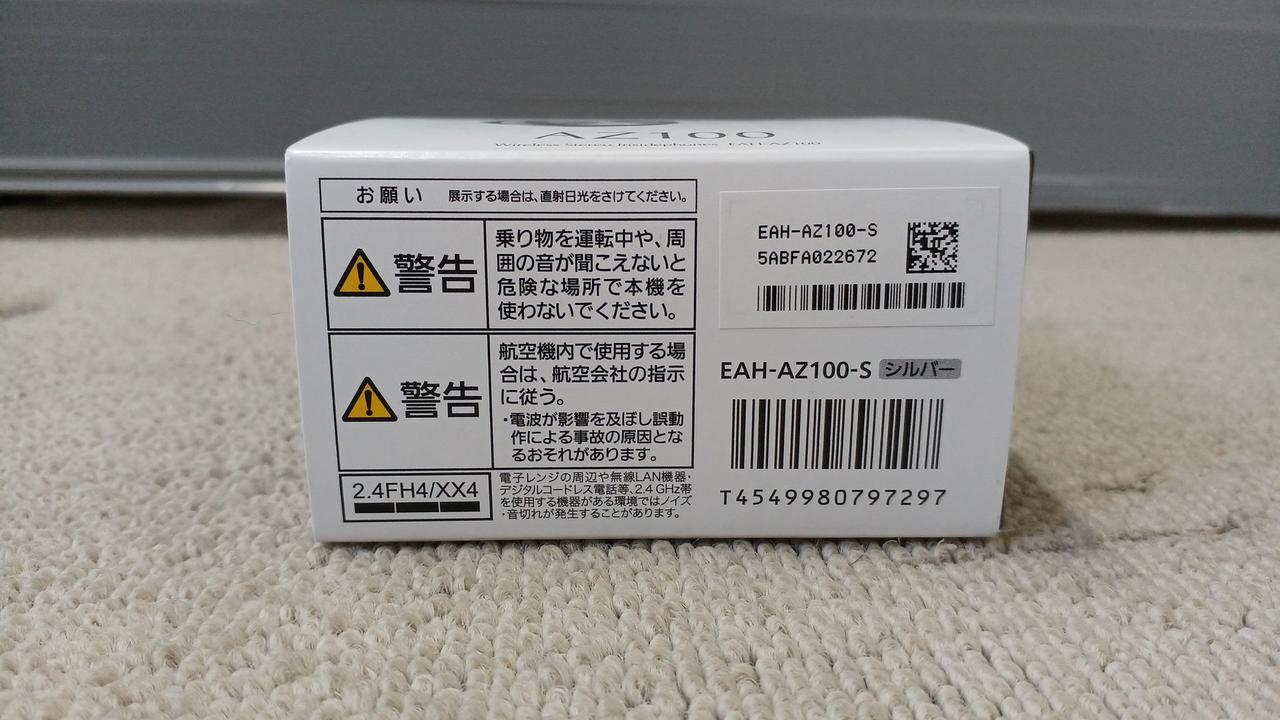 AZ100
Wireless Stereo Insidephones EAH-AZ100
お願い 展示する場合は、直射日光をさけてください。
警告
乗り物を運転中や、周
囲の音が聞こえないと
危険な場所で本機を
使わないでください。
警告
航空機内で使用する場
合は、航空会社の指示
に従う。
・電波が影響を及ぼし誤動
作による事故の原因とな
るおそれがあります。
2.4FH4/XX4
電子レンジの周辺や無線LAN機器・
デジタルコードレス電話等、2.4 GHz帯
を使用する機器がある環境ではノイズ
・音切れが発生することがあります。
EAH-AZ100-S
5ABFA022672
EAH-AZ100-S シルバー
T4549980797297